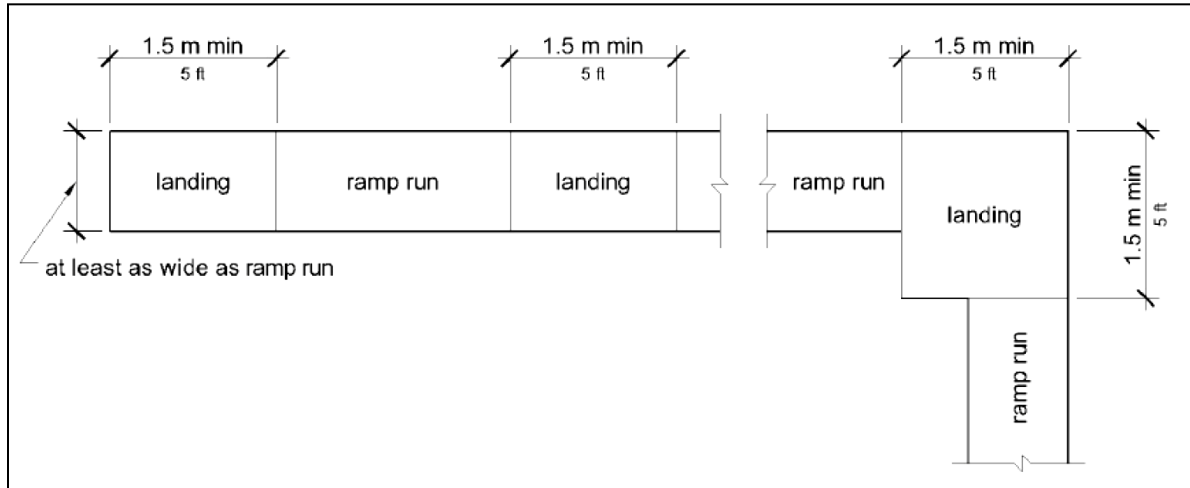 1.5 m min
5 ft
1.5 m min
5 ft
1.5 m min
5 ft
landing
ramp run
landing
ramp run
landing
1.5 m min
5 ft
at least as wide as ramp run
ramp run